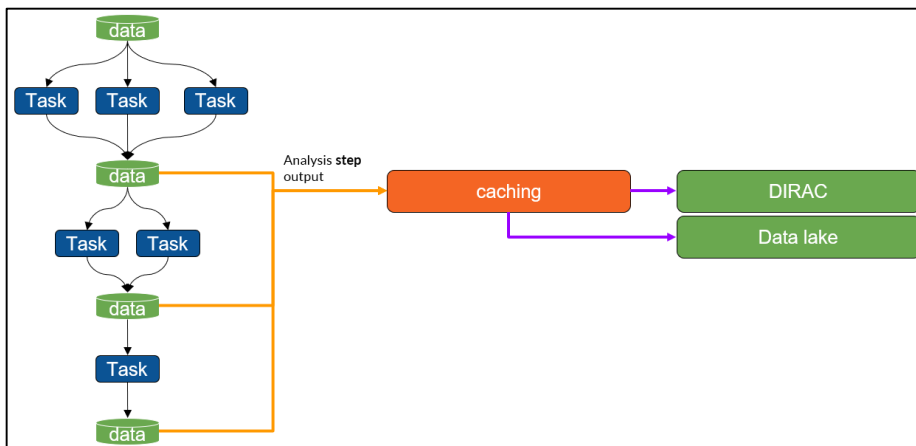 data
Task
Task
Task
data
Analysis step
output
caching
DIRAC
Data lake
Task
Task
data
Task
data